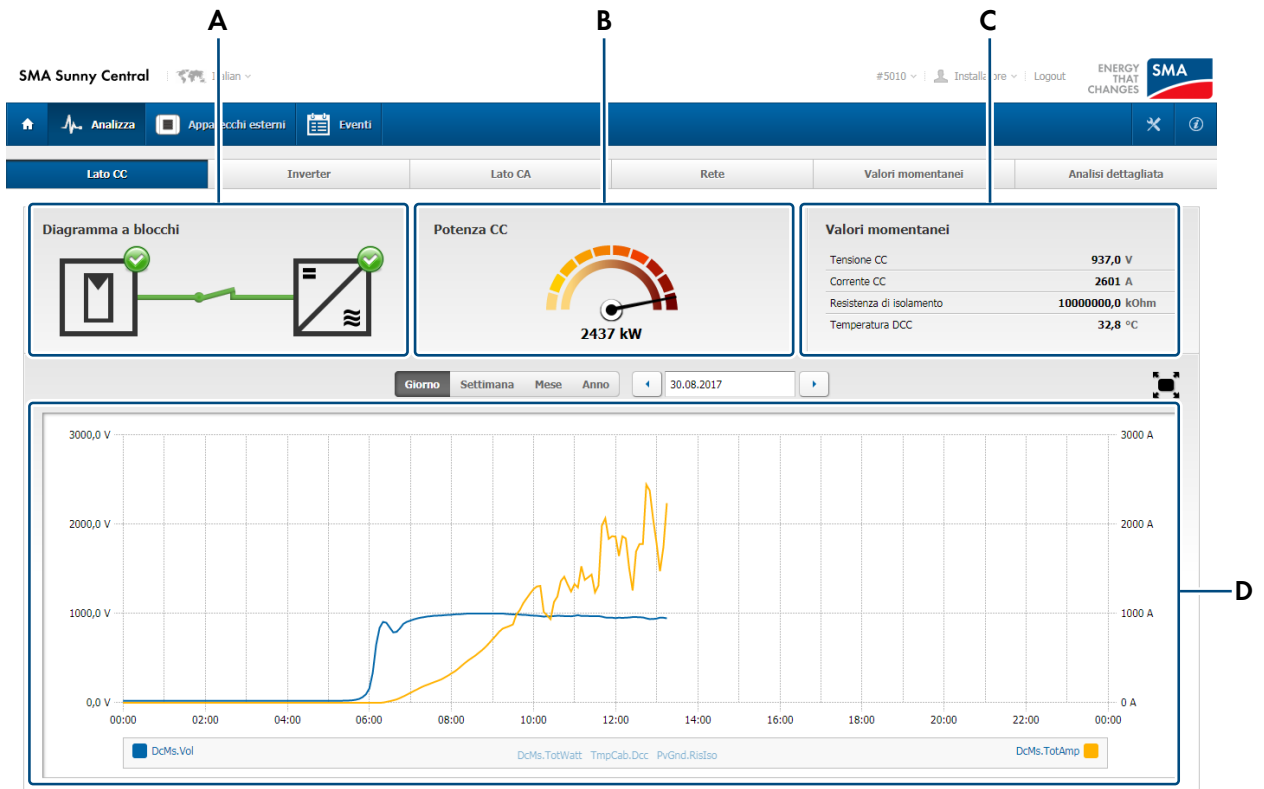 A B C
SMA Sunny Central Italian #5010 Installatore Logout ENERGY THAT CHANGES SMA
Analizza Apparecchi esterni Eventi
Lato CC Inverter Lato CA Rete Valori momentanei Analisi dettagliata
Diagramma a blocchi
Potenza CC
2437 kW
Valori momentanei
Tensione CC 937,0 V
Corrente CC 2601 A
Resistenza di isolamento 10000000,0 kOhm
Temperatura DCC 32,8 °C
Giorno Settimana Mese Anno 30.08.2017
3000,0 V 3000 A
2000,0 V 2000 A
D
1000,0 V 1000 A
0,0 V 0 A
00:00 02:00 04:00 06:00 08:00 10:00 12:00 14:00 16:00 18:00 20:00 22:00 00:00
DcMs.Vol DcMs.TotWatt TmpCab.Dcc PvGnd.RisIso DcMs.TotAmp